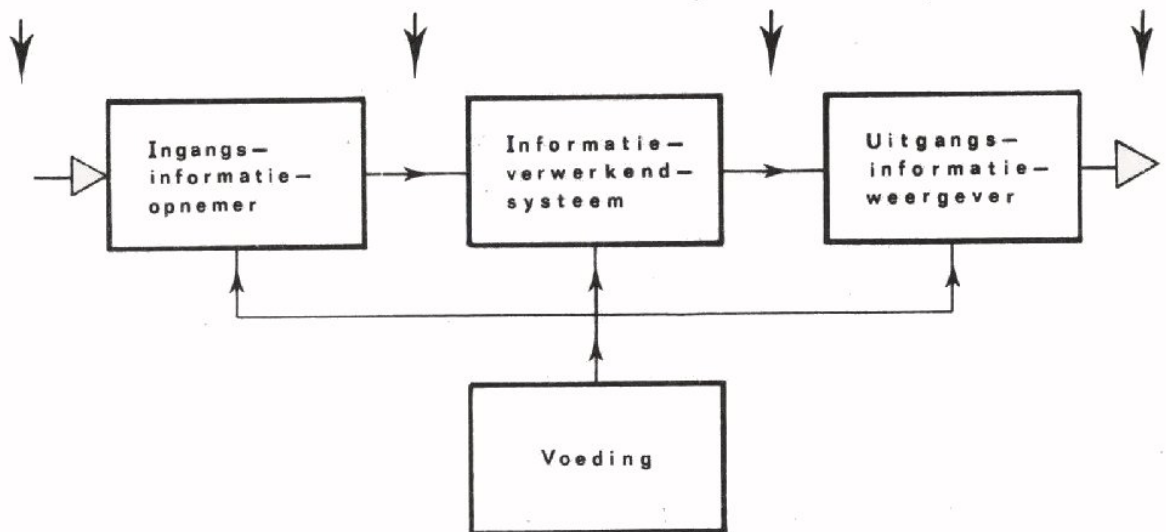 Ingangs—
informatie—
opnemer
Informatie—
verwerkend—
systeem
Uitgangs—
informatie—
weergever
Voeding